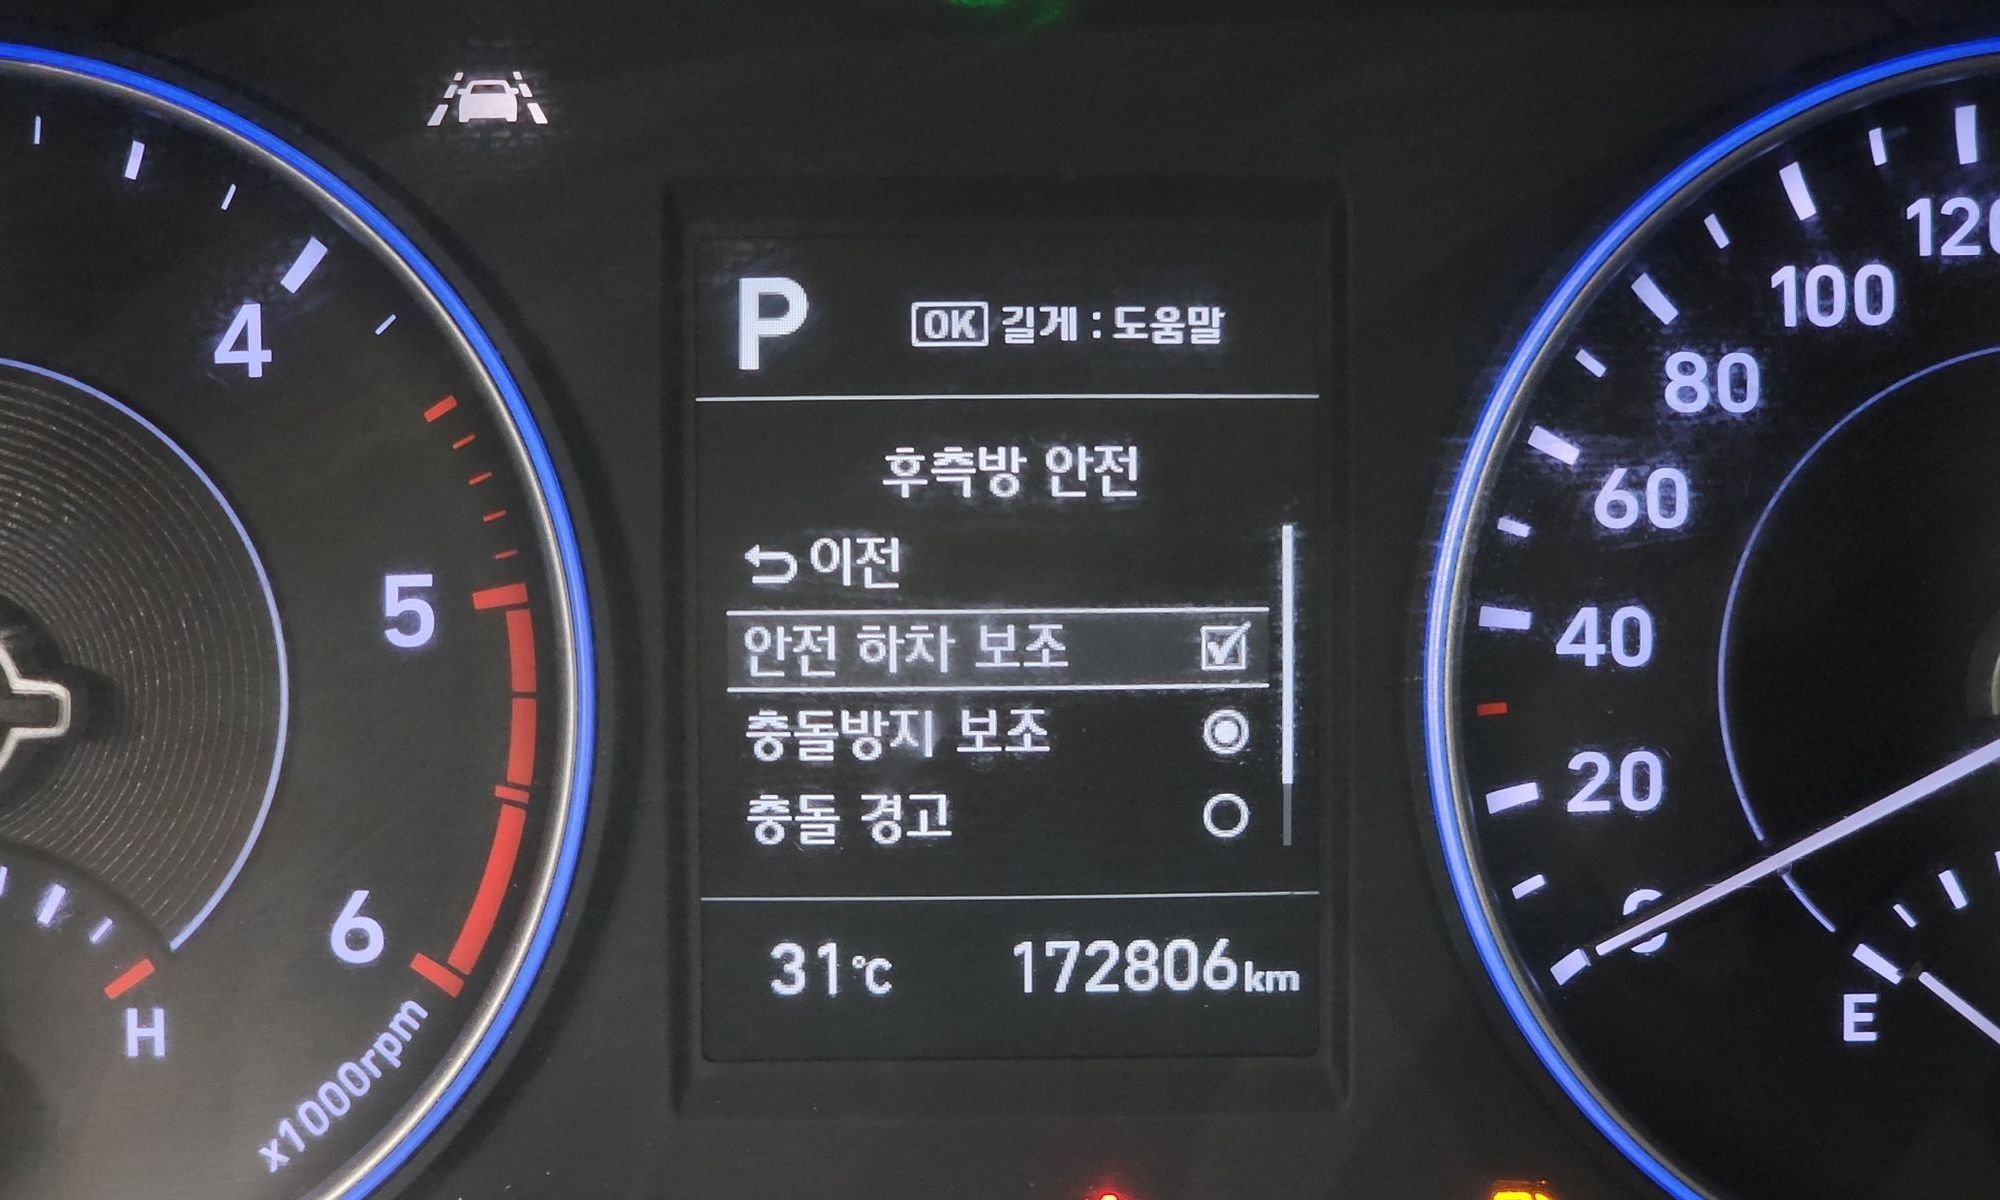 4
5
6
H
x1000rpm
P
OK 길게 : 도움말
후측방 안전
이전
안전 하차 보조
충돌방지 보조
충돌 경고
31℃ 172806km
120
100
80
60
40
20
0
E